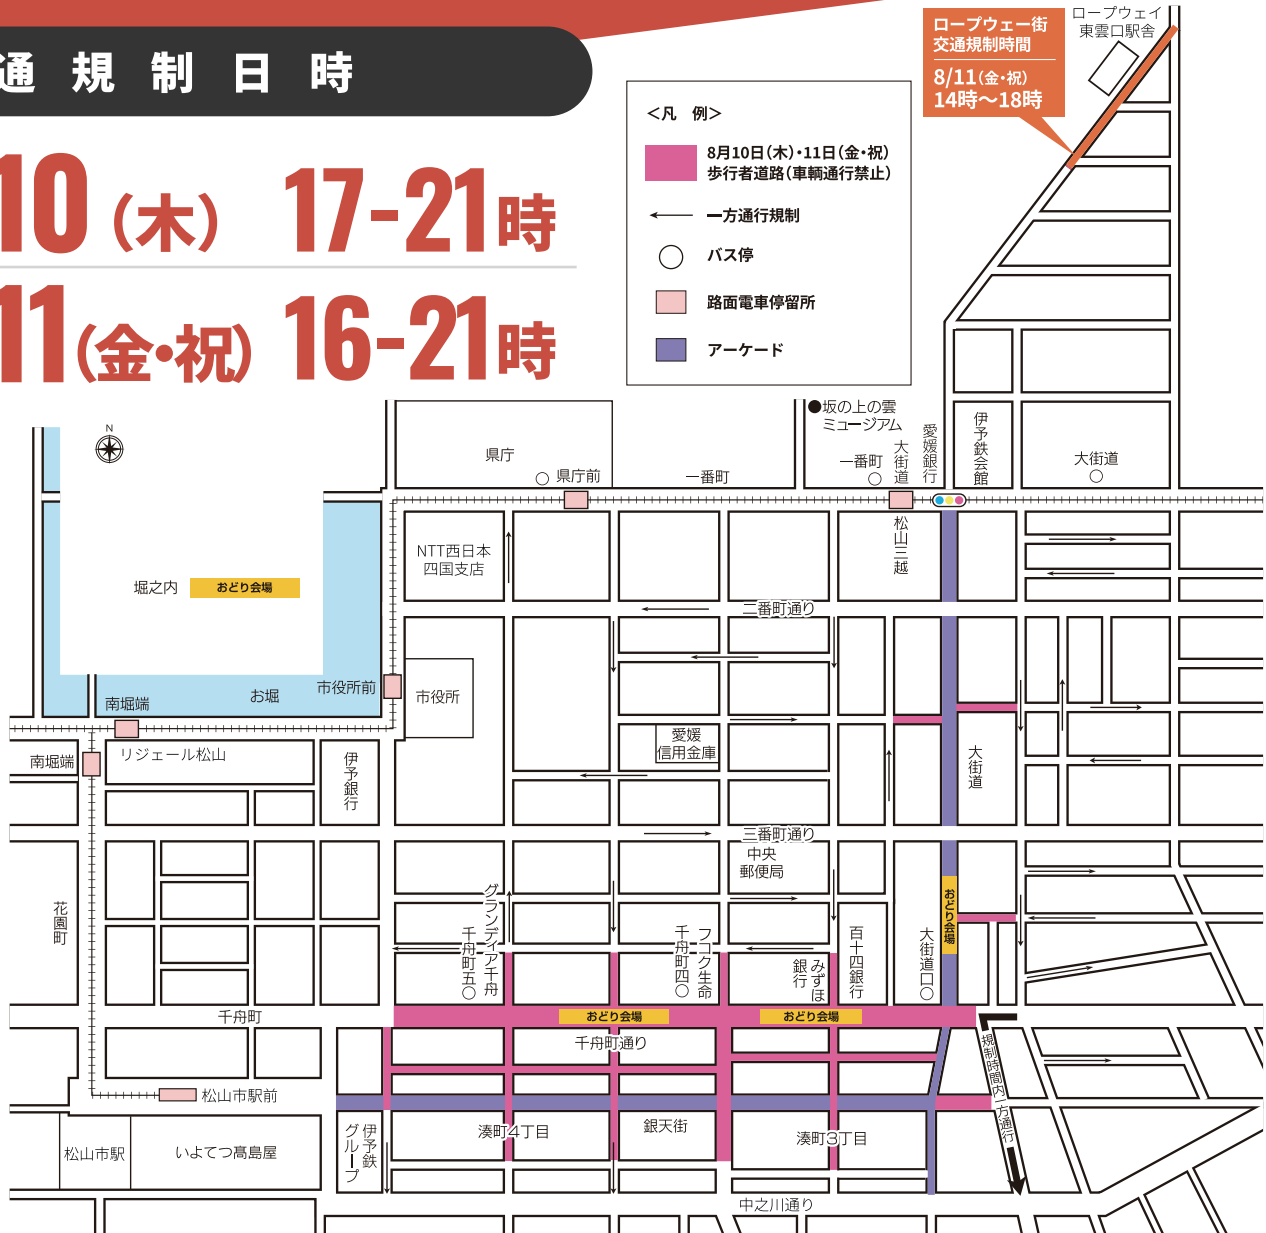 通規制日時
10（木） 17-21時
11（金・祝） 16-21時
＜凡　例＞
8月10日（木）・11日（金・祝）
歩行者道路（車輌通行禁止）
一方通行規制
バス停
路面電車停留所
アーケード
ロープウェー街
交通規制時間
8/11（金・祝）
14時〜18時
ロープウェイ
東雲口駅舎
●坂の上の雲
ミュージアム
N
県庁
○ 県庁前
一番町
一番町
○
大街道
愛媛銀行
伊予鉄会館
大街道
○
松山三越
NTT西日本
四国支店
堀之内
おどり会場
二番町通り
市役所前
市役所
お堀
南堀端
南堀端
リジェール松山
伊予銀行
愛媛
信用金庫
大街道
三番町通り
中央
郵便局
花園町
グランディア千舟
千舟町五○
フコク生命
千舟町四○
みずほ
銀行
百十四銀行
大街道口○
おどり会場
千舟町
おどり会場
おどり会場
千舟町通り
規制時間内一方通行
松山市駅前
松山市駅
いよてつ髙島屋
伊予鉄
グループ
湊町4丁目
銀天街
湊町3丁目
中之川通り